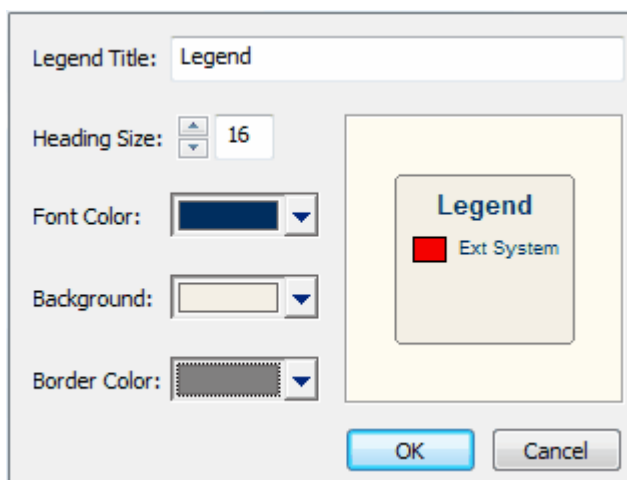 Legend Title: Legend
Heading Size: 16
Font Color:
Background:
Border Color:
Legend
Ext System
OK Cancel